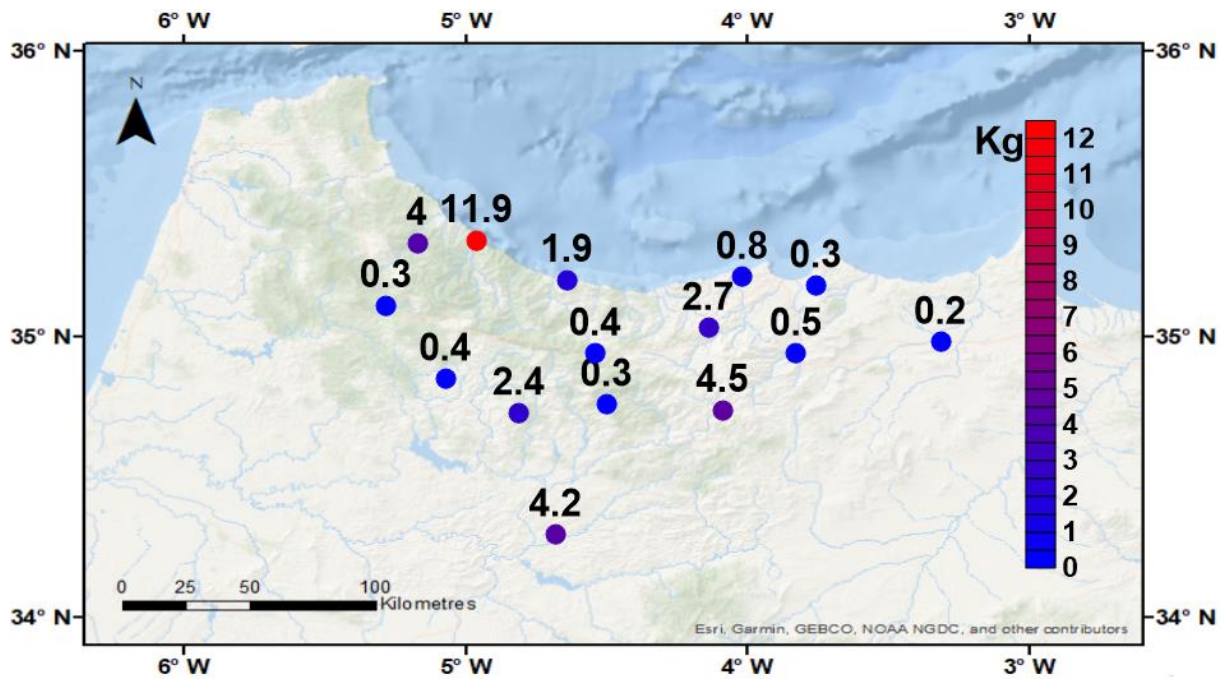 6° W 5° W 4° W 3° W
36° N 36° N
N
Kg
12
11
10
9
8
7
6
5
4
3
2
1
0
4 11.9
1.9 0.8 0.3
0.3
2.7
0.4 0.5 0.2
0.4
0.3
2.4 4.5
35° N 35° N
4.2
0 25 50 100
Kilometres
34° N 34° N
Esri, Garmin, GEBCO, NOAA NGDC, and other contributors
6° W 5° W 4° W 3° W